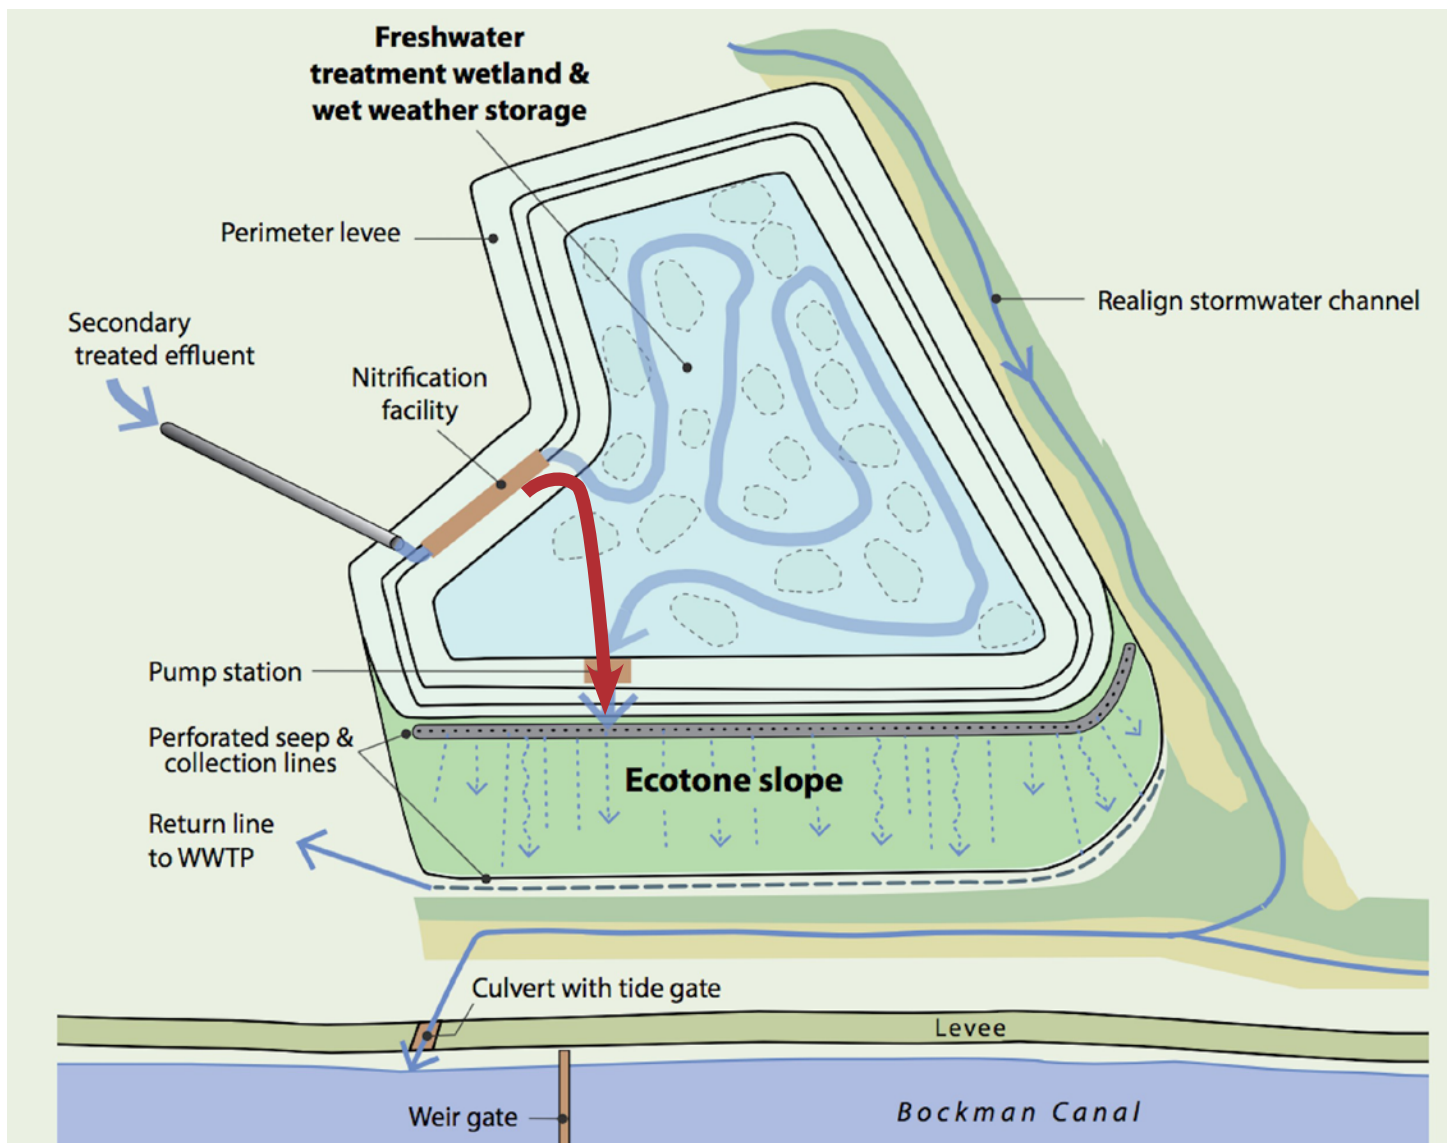 Freshwater
treatment wetland &
wet weather storage
Perimeter levee
Realign stormwater channel
Secondary
treated effluent
Nitrification
facility
Pump station
Perforated seep &
collection lines
Ecotone slope
Return line
to WWTP
Culvert with tide gate
Levee
Weir gate
Bockman Canal